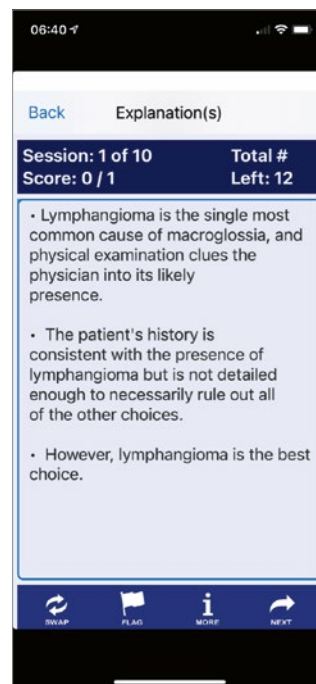 06:40
Back Explanation(s)
Session: 1 of 10 Total #
Score: 0 / 1 Left: 12
• Lymphangioma is the single most
common cause of macroglossia, and
physical examination clues the
physician into its likely
presence.
• The patient's history is
consistent with the presence of
lymphangioma but is not detailed
enough to necessarily rule out all
of the other choices.
• However, lymphangioma is the best
choice.
SWAP FLAG MORE NEXT